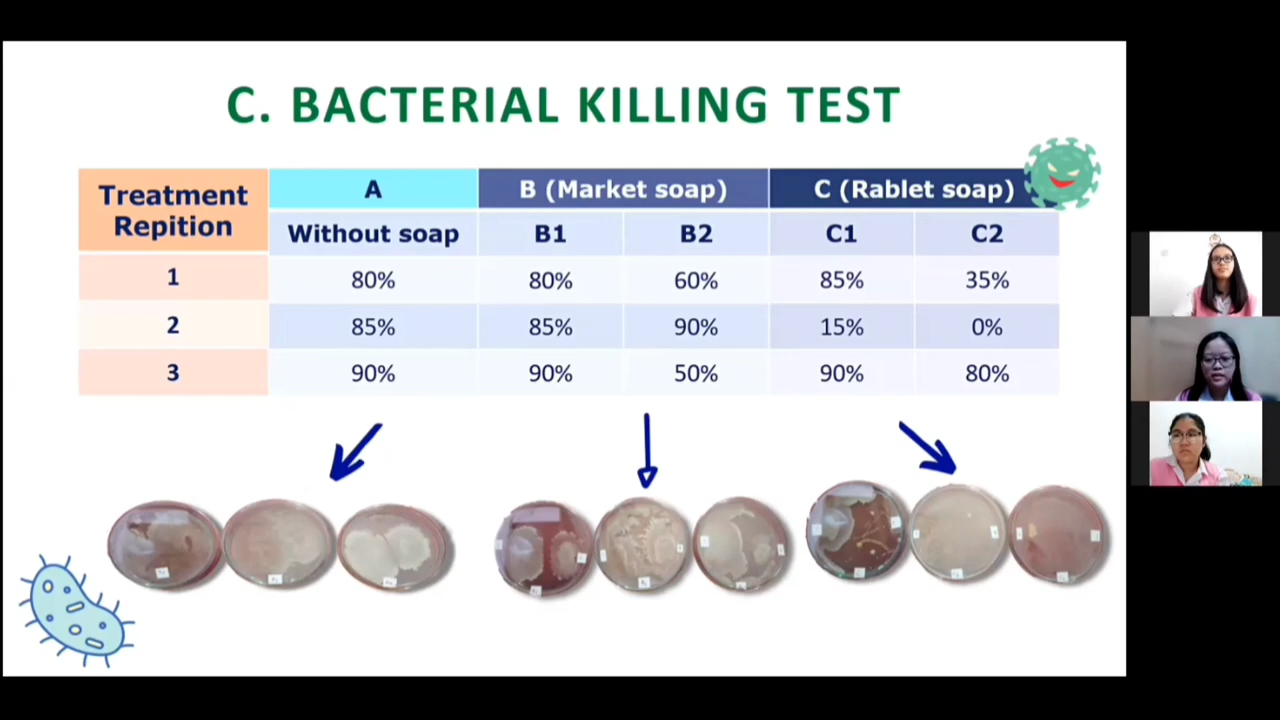 C. BACTERIAL KILLING TEST
Treatment Repition A B (Market soap) C (Rablet soap)
Without soap B1 B2 C1 C2
1 80% 80% 60% 85% 35%
2 85% 85% 90% 15% 0%
3 90% 90% 50% 90% 80%